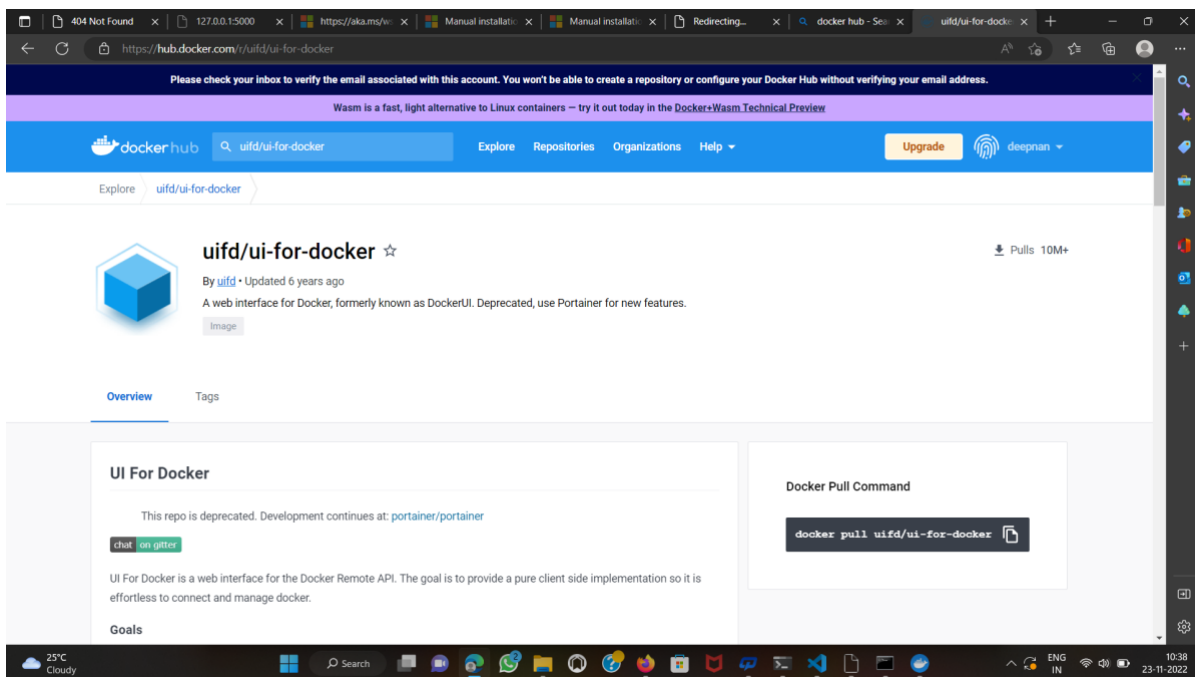 404 Not Found
127.0.0.1:5000
https://aka.ms/w
Manual installatio
Manual installatic
Redirecting...
docker hub - Sea
uifd/ui-for-docke
https://hub.docker.com/r/uifd/ui-for-docker
Please check your inbox to verify the email associated with this account. You won't be able to create a repository or configure your Docker Hub without verifying your email address.
Wasm is a fast, light alternative to Linux containers — try it out today in the Docker+Wasm Technical Preview
dockerhub uifd/ui-for-docker Explore Repositories Organizations Help Upgrade deepnan
Explore uifd/ui-for-docker
uifd/ui-for-docker
Pulls 10M+
By uifd • Updated 6 years ago
A web interface for Docker, formerly known as DockerUI. Deprecated, use Portainer for new features.
Image
Overview Tags
UI For Docker
This repo is deprecated. Development continues at: portainer/portainer
chat on gitter
UI For Docker is a web interface for the Docker Remote API. The goal is to provide a pure client side implementation so it is
effortless to connect and manage docker.
Goals
Docker Pull Command
docker pull uifd/ui-for-docker
25°C
Cloudy
Search
ENG
IN
10:38
23-11-2022